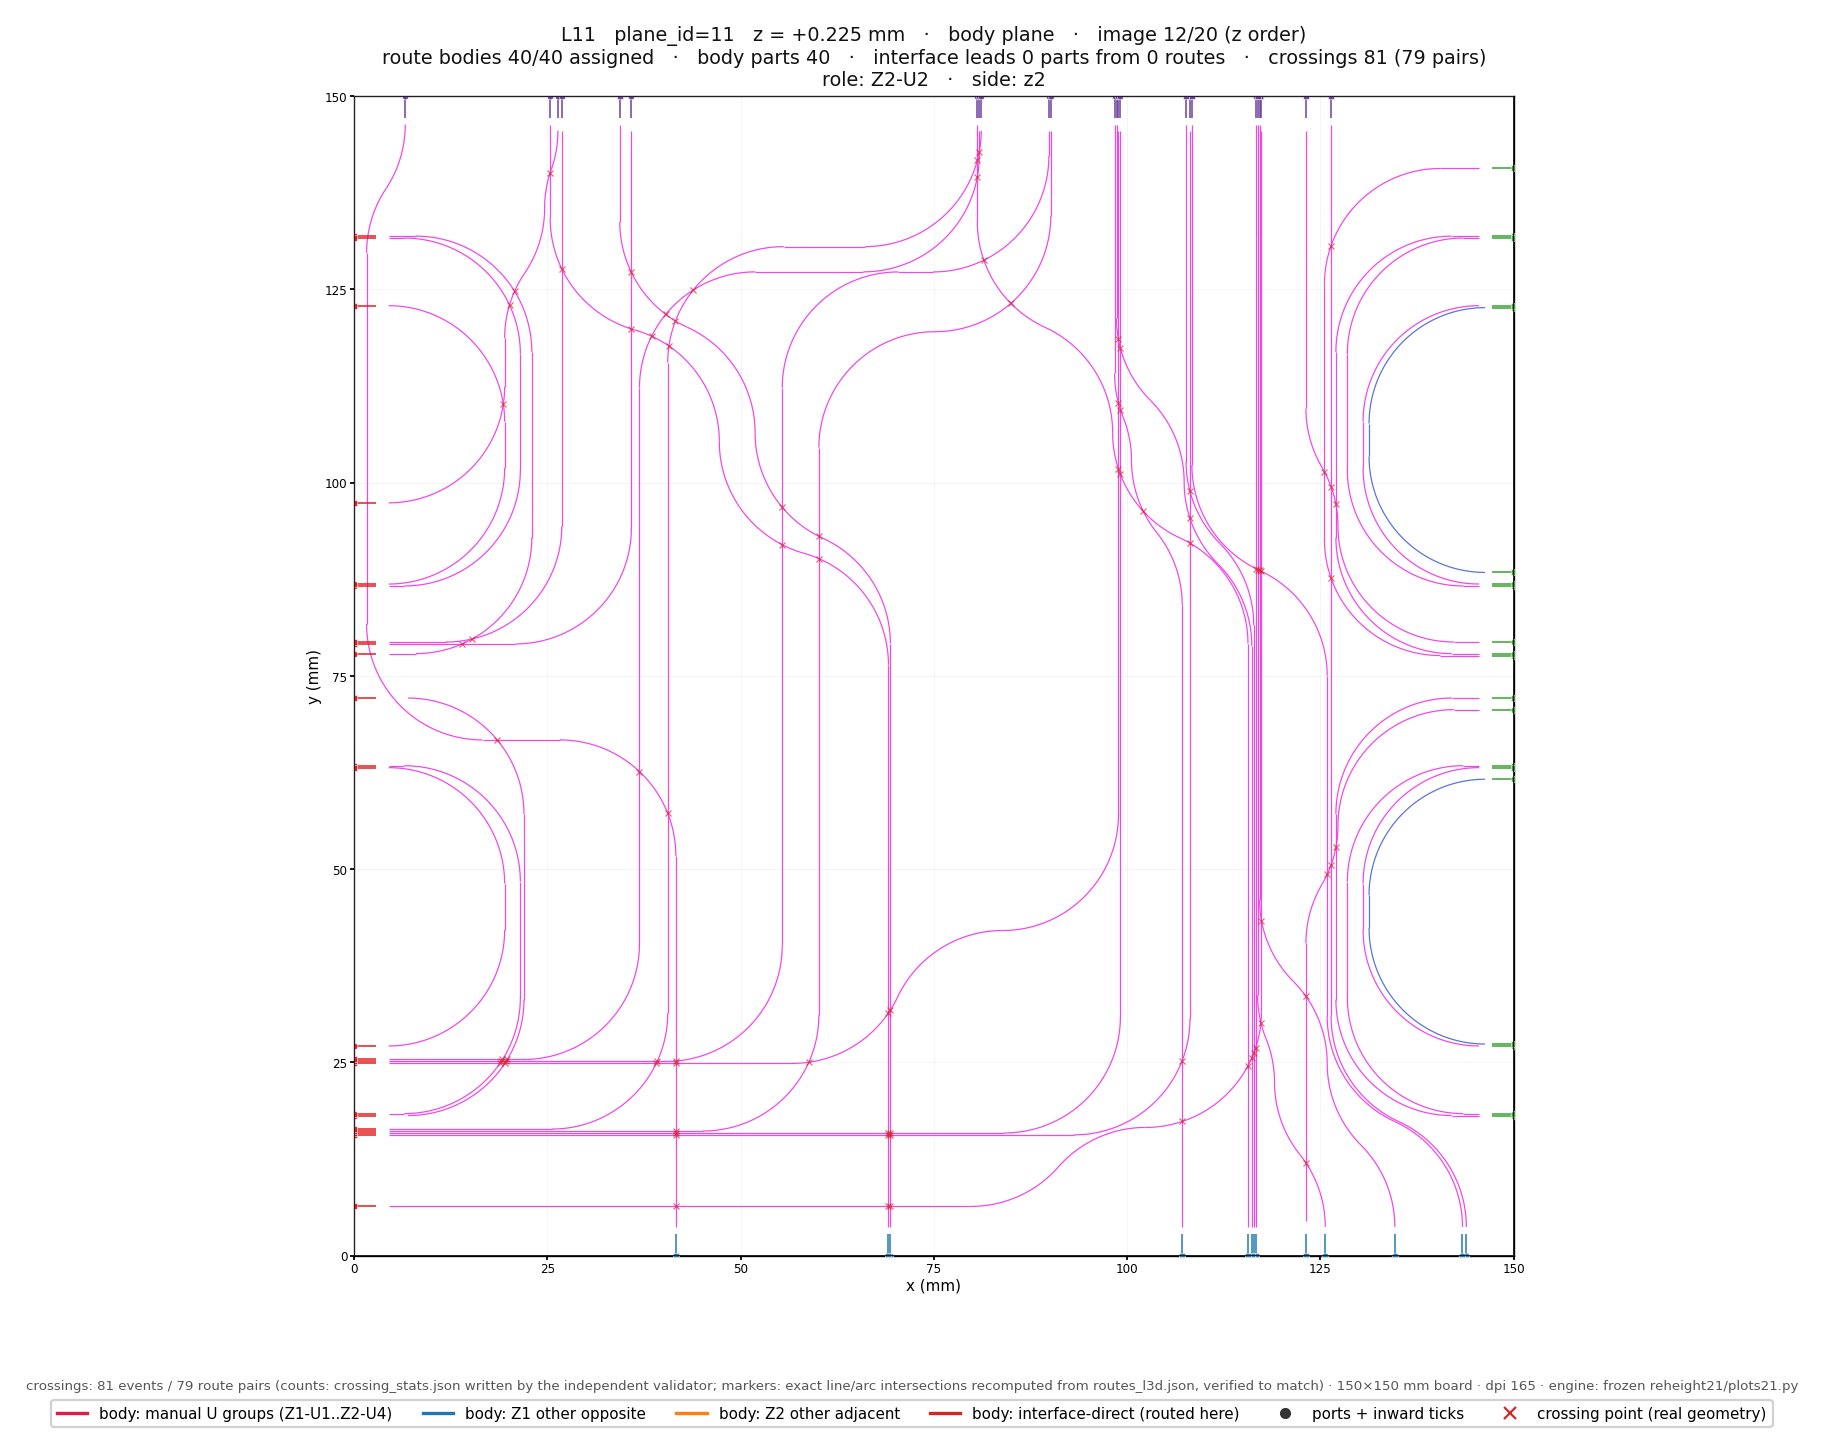 L11   plane_id=11   z = +0.225 mm   ·   body plane   ·   image 12/20 (z order)
route bodies 40/40 assigned   ·   body parts 40   ·   interface leads 0 parts from 0 routes   ·   crossings 81 (79 pairs)
role: Z2-U2   ·   side: z2
150
125
100
75
50
25
0
y (mm)
0 25 50 75 100 125 150
x (mm)
crossings: 81 events / 79 route pairs (counts: crossing_stats.json written by the independent validator; markers: exact line/arc intersections recomputed from routes_l3d.json, verified to match) · 150×150 mm board · dpi 165 · engine: frozen reheight21/plots21.py
body: manual U groups (Z1-U1..Z2-U4) body: Z1 other opposite body: Z2 other adjacent body: interface-direct (routed here) ports + inward ticks crossing point (real geometry)